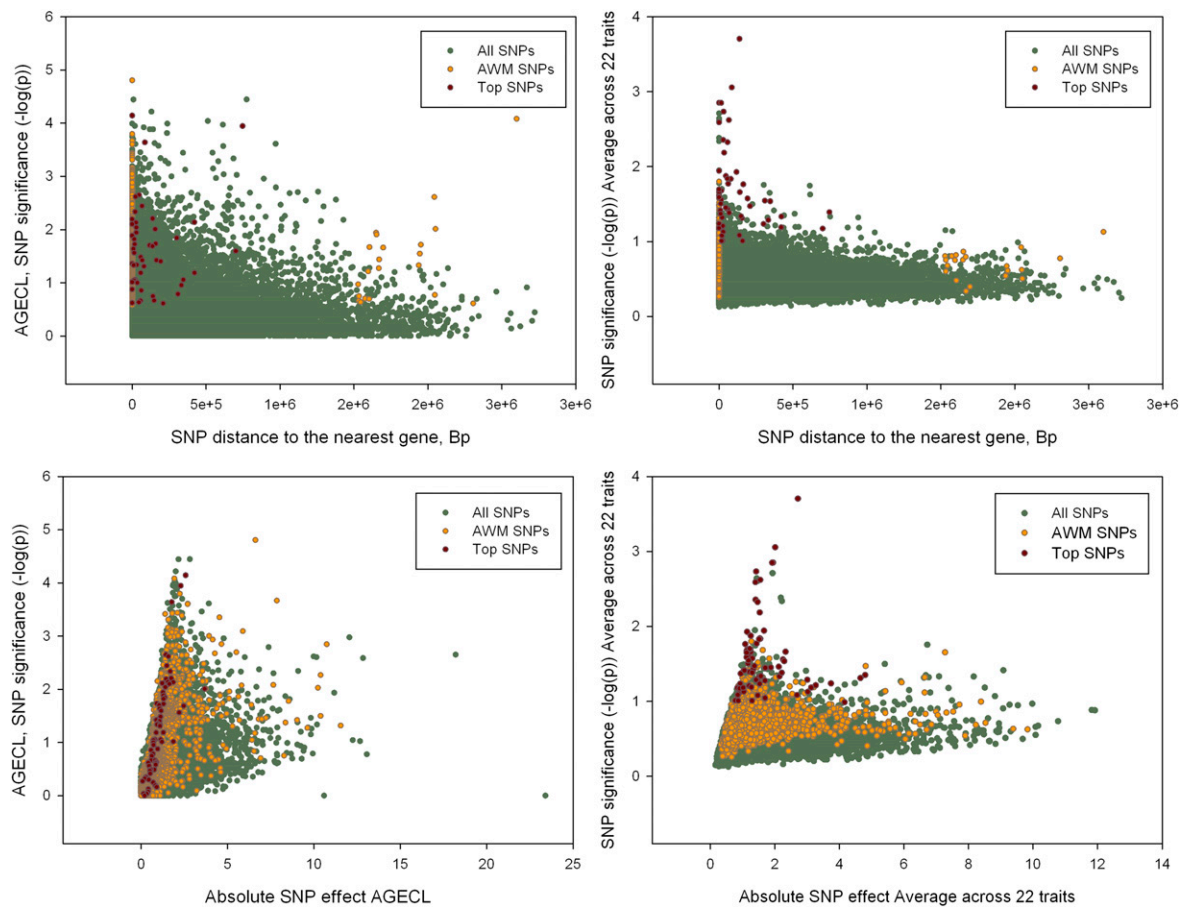 AGECL, SNP significance (-log(p))
6
5
4
3
2
1
0
All SNPs
AWM SNPs
Top SNPs
0
5e+5
1e+6
2e+6
2e+6
3e+6
3e+6
SNP distance to the nearest gene, Bp
SNP significance (-log(p)) Average across 22 traits
4
3
2
1
0
All SNPs
AWM SNPs
Top SNPs
0
5e+5
1e+6
2e+6
2e+6
3e+6
3e+6
SNP distance to the nearest gene, Bp
AGECL, SNP significance (-log(p))
6
5
4
3
2
1
0
All SNPs
AWM SNPs
Top SNPs
0
5
10
15
20
25
Absolute SNP effect AGECL
SNP significance (-log(p)) Average across 22 traits
4
3
2
1
0
All SNPs
AWM SNPs
Top SNPs
0
2
4
6
8
10
12
14
Absolute SNP effect Average across 22 traits